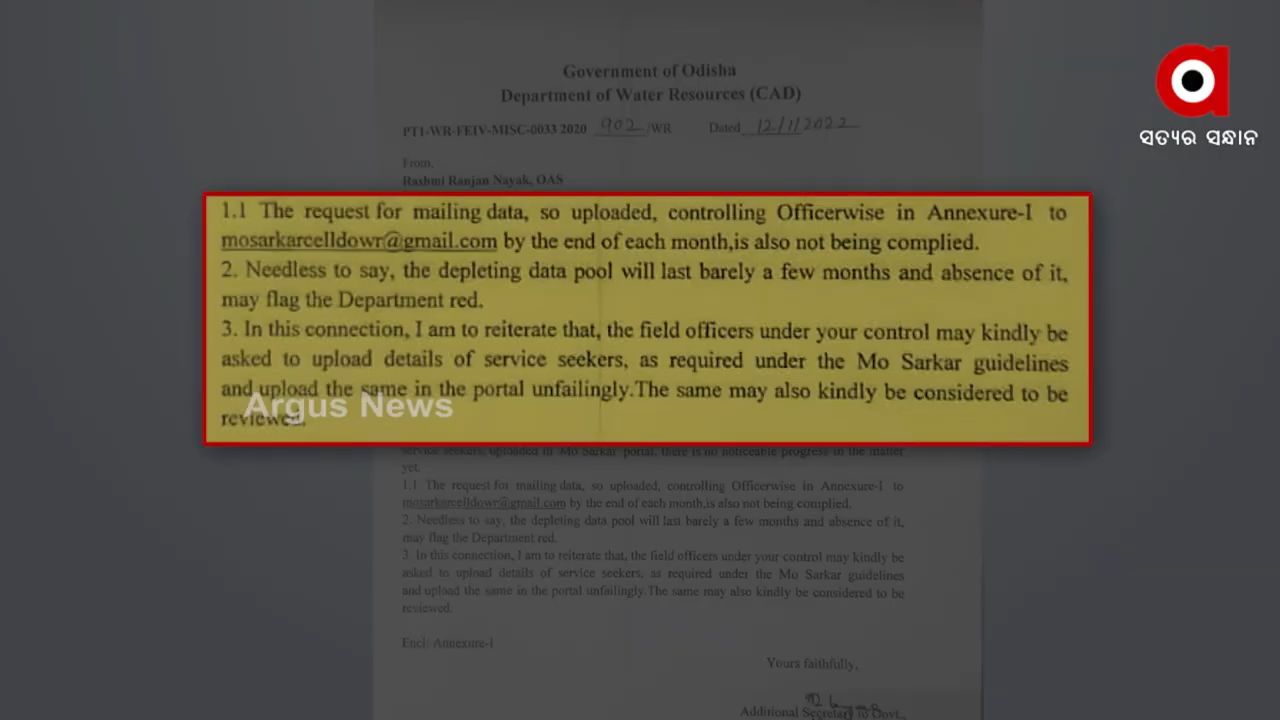 Government of Odisha
Department of Water Resources (CAD)
PT1-WR-FEIV-MISC-0033 2020 902 /WR Dated 12/1/2022
From,
Rashmi Ranjan Nayak, OAS
ସତ୍ୟର ସନ୍ଧାନ
1.1 The request for mailing data, so uploaded, controlling Officerwise in Annexure-I to
mosarkarcelldowr@gmail.com by the end of each month,is also not being complied.
2. Needless to say, the depleting data pool will last barely a few months and absence of it,
may flag the Department red.
3. In this connection, I am to reiterate that, the field officers under your control may kindly be
asked to upload details of service seekers, as required under the Mo Sarkar guidelines
and upload the same in the portal unfailingly.The same may also kindly be considered to be
reviewed.
Argus News
service seekers, uploaded in 'Mo Sarkar' portal, there is no noticeable progress in the matter
yet.
1.1 The request for mailing data, so uploaded, controlling Officerwise in Annexure-I to
mosarkarcelldowr@gmail.com by the end of each month,is also not being complied.
2. Needless to say, the depleting data pool will last barely a few months and absence of it,
may flag the Department red.
3. In this connection, I am to reiterate that, the field officers under your control may kindly be
asked to upload details of service seekers, as required under the Mo Sarkar guidelines
and upload the same in the portal unfailingly.The same may also kindly be considered to be
reviewed.
Encl: Annexure-I
Yours faithfully,
Additional Secretary to Govt.,